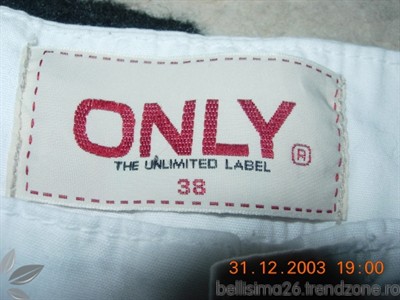 ONLY ®
THE UNLIMITED LABEL
38
31.12.2003 19:00
bellisima26.trendzone.ro